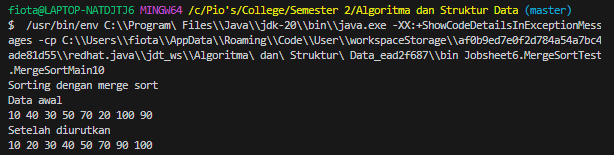 fiota@LAPTOP-NATDJTJ6 MINGW64 /c/Pio's/College/Semester 2/Algoritma dan Struktur Data (master)
$  /usr/bin/env C:\\Program\ Files\\Java\\jdk-20\\bin\\java.exe -XX:+ShowCodeDetailsInExceptionMess
ages -cp C:\\Users\\fiota\\AppData\\Roaming\\Code\\User\\workspaceStorage\\af0b9ed7e0f2d784a54a7bc4
ade81d55\\redhat.java\\jdt_ws\\Algoritma\ dan\ Struktur\ Data_ead2f687\\bin Jobsheet6.MergeSortTest
.MergeSortMain10
Sorting dengan merge sort
Data awal
10 40 30 50 70 20 100 90
Setelah diurutkan
10 20 30 40 50 70 90 100